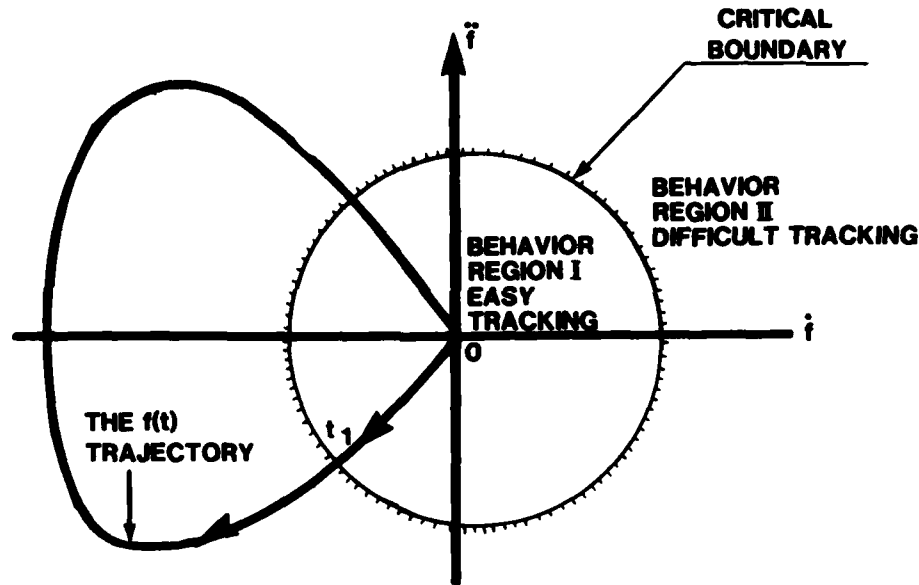 CRITICAL
BOUNDARY
f̈
BEHAVIOR
REGION II
DIFFICULT TRACKING
BEHAVIOR
REGION I
EASY
TRACKING
ḟ
0
t₁
THE f(t)
TRAJECTORY